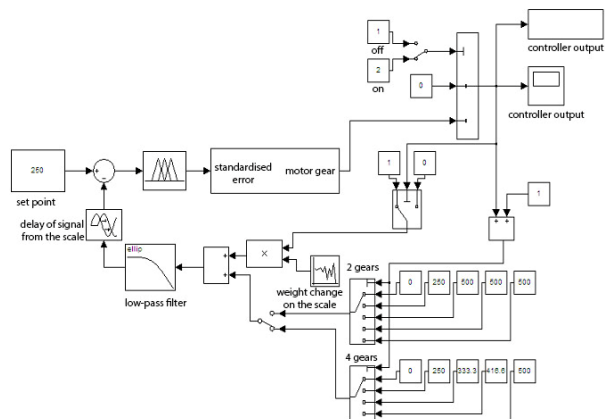 1
off
2
on
0
controller output
controller output
250
set point
standardised
error
motor gear
1
0
1
delay of signal
from the scale
ellip
low-pass filter
×
weight change
on the scale
2 gears
0
250
500
500
500
4 gears
0
250
333.3
416.6
500